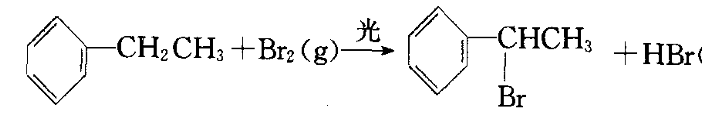 —CH₂CH₃+Br₂(g) 光→ —CHCH₃ +HBr(
Br